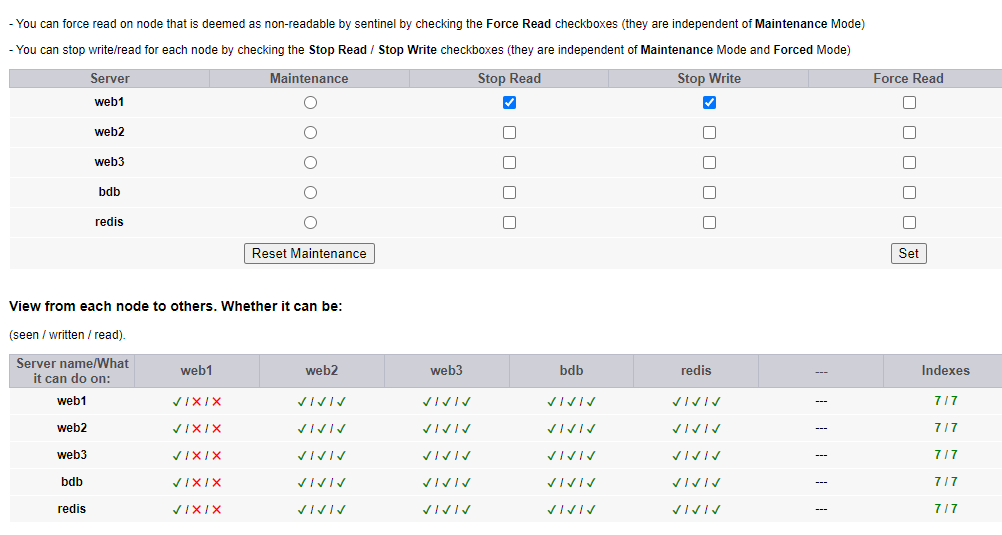 - You can force read on node that is deemed as non-readable by sentinel by checking the Force Read checkboxes (they are independent of Maintenance Mode)
- You can stop write/read for each node by checking the Stop Read / Stop Write checkboxes (they are independent of Maintenance Mode and Forced Mode)
Server Maintenance Stop Read Stop Write Force Read
web1
web2
web3
bdb
redis
Reset Maintenance Set
View from each node to others. Whether it can be:
(seen / written / read).
Server name/What it can do on: web1 web2 web3 bdb redis --- Indexes
web1 ✓/✕/✕ ✓/✓/✓ ✓/✓/✓ ✓/✓/✓ ✓/✓/✓ --- 7 / 7
web2 ✓/✕/✕ ✓/✓/✓ ✓/✓/✓ ✓/✓/✓ ✓/✓/✓ --- 7 / 7
web3 ✓/✕/✕ ✓/✓/✓ ✓/✓/✓ ✓/✓/✓ ✓/✓/✓ --- 7 / 7
bdb ✓/✕/✕ ✓/✓/✓ ✓/✓/✓ ✓/✓/✓ ✓/✓/✓ --- 7 / 7
redis ✓/✕/✕ ✓/✓/✓ ✓/✓/✓ ✓/✓/✓ ✓/✓/✓ --- 7 / 7